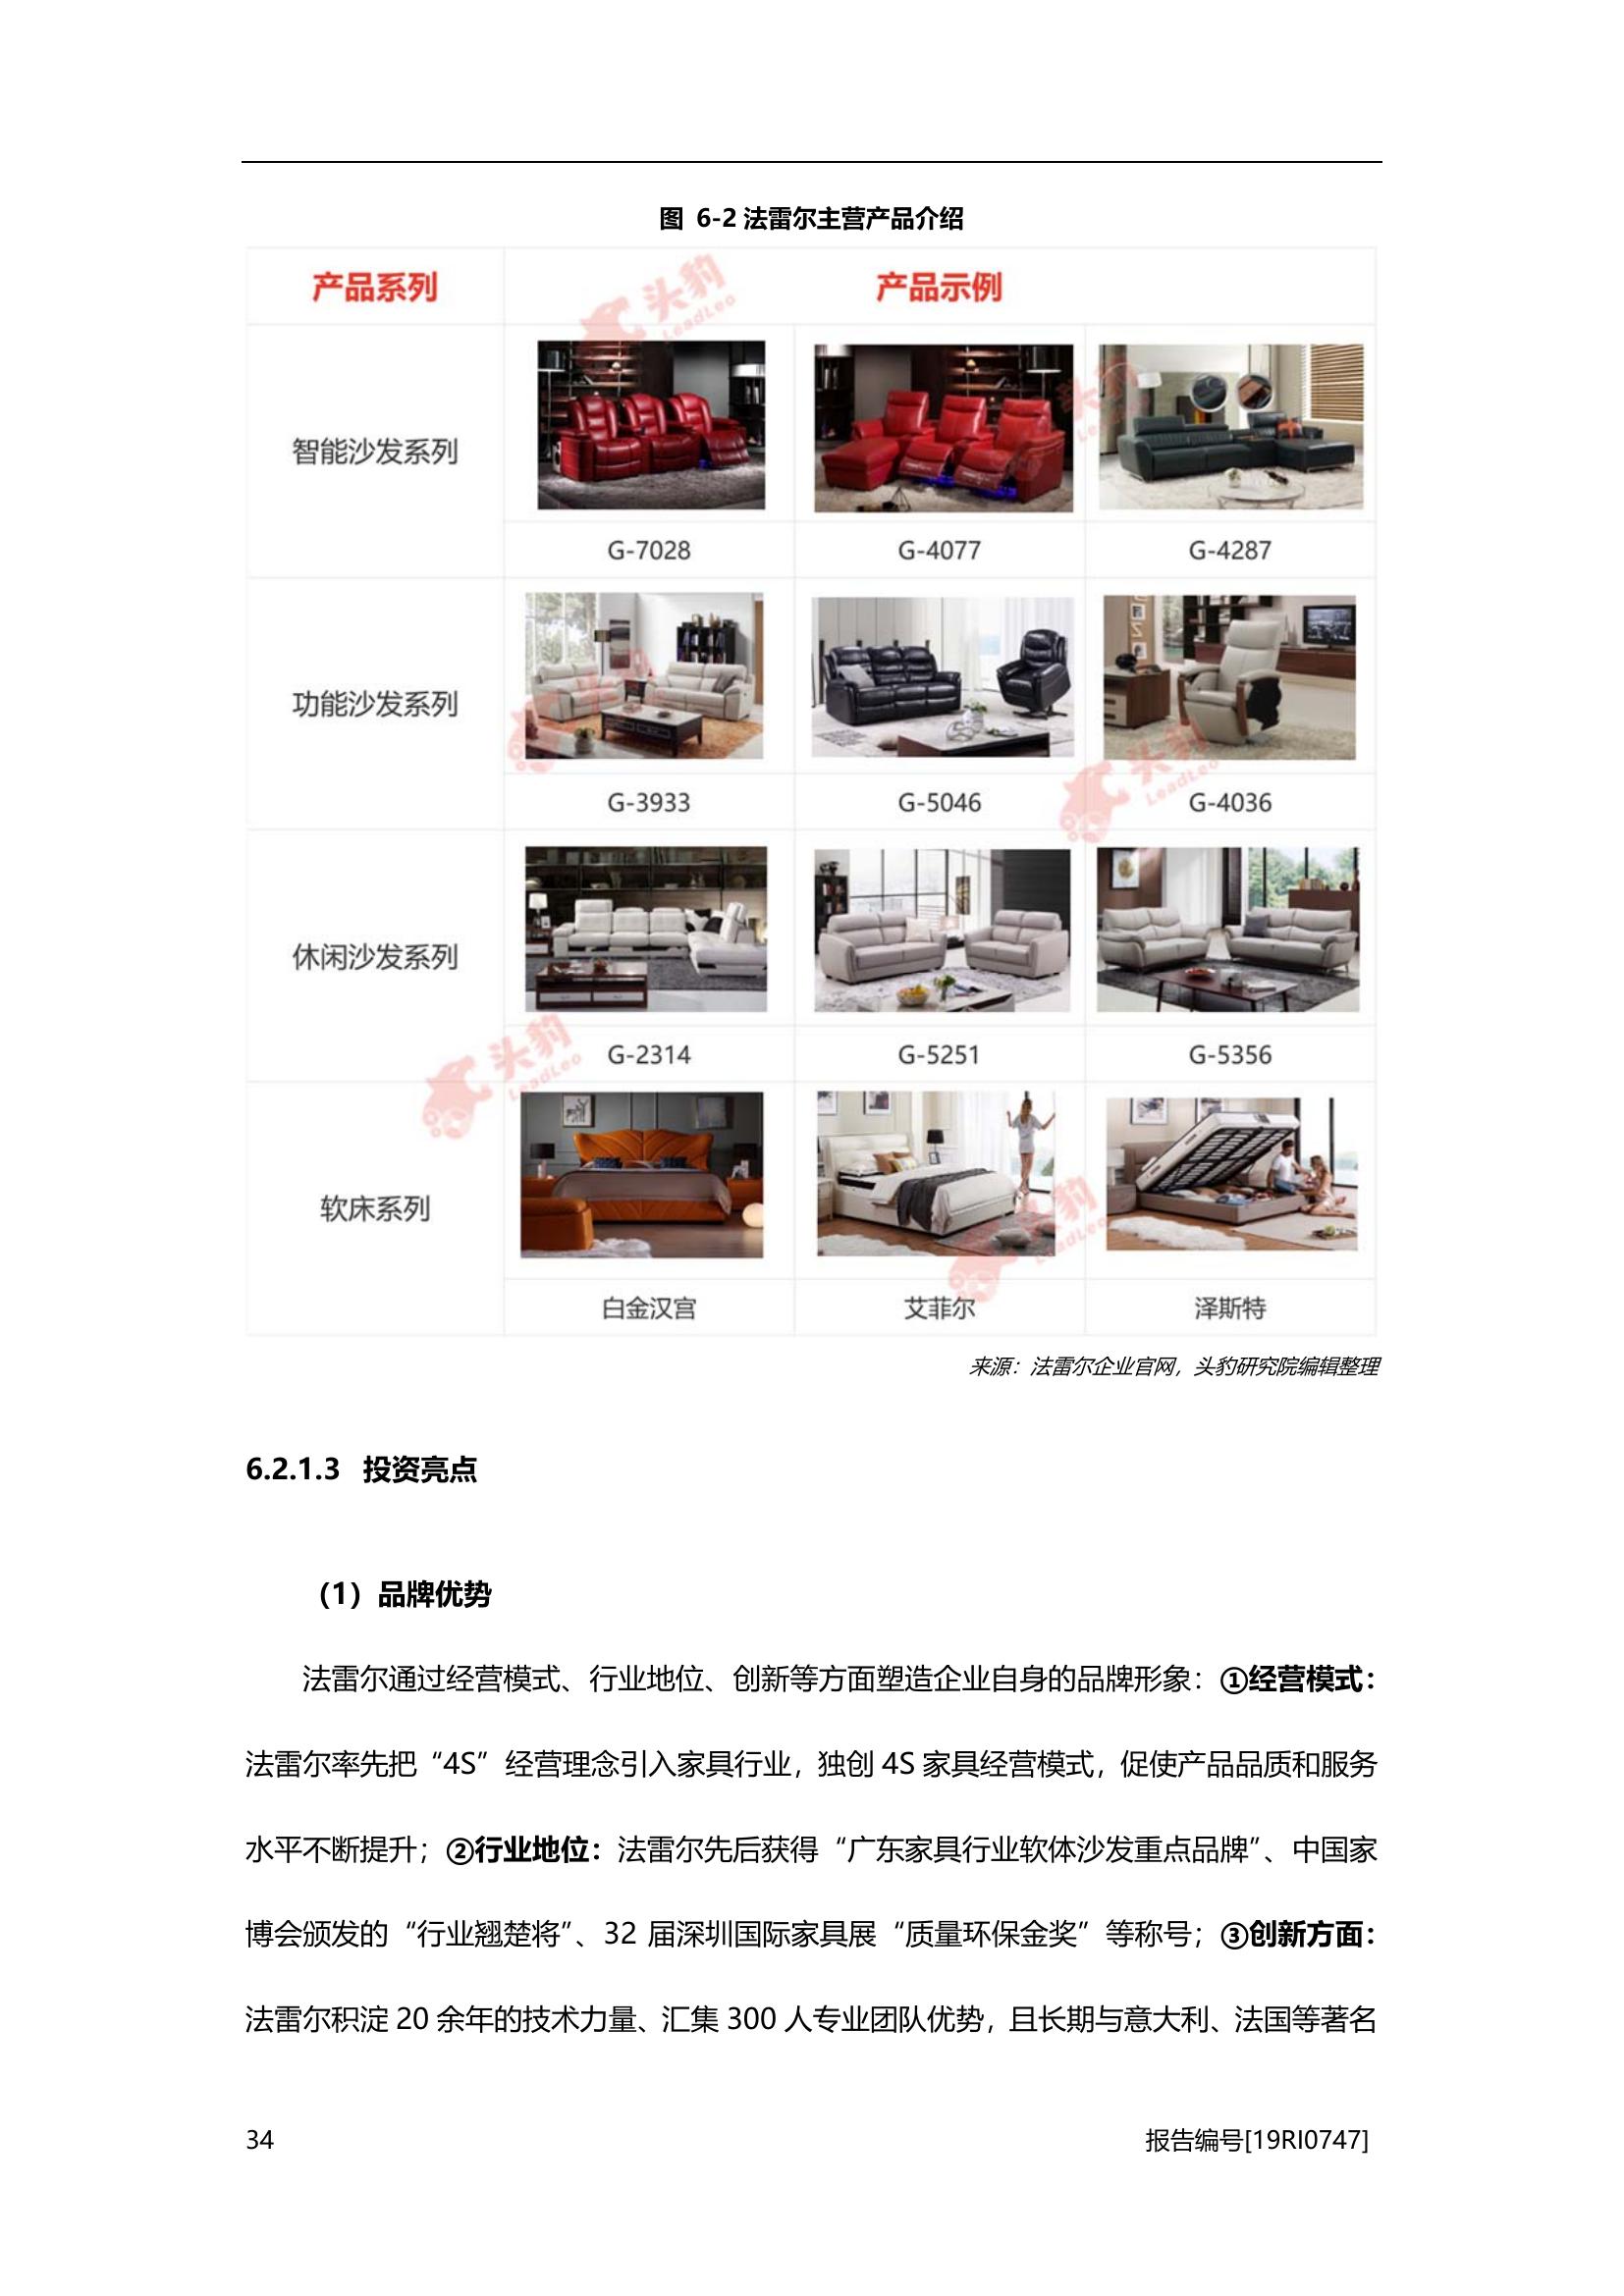 图 6-2 法雷尔主营产品介绍
产品系列 产品示例
智能沙发系列
G-7028 G-4077 G-4287
功能沙发系列
G-3933 G-5046 G-4036
休闲沙发系列
G-2314 G-5251 G-5356
软床系列
白金汉宫 艾菲尔 泽斯特
头豹
LeadLeo
来源：法雷尔企业官网，头豹研究院编辑整理
6.2.1.3 投资亮点
（1）品牌优势
法雷尔通过经营模式、行业地位、创新等方面塑造企业自身的品牌形象：①经营模式：
法雷尔率先把“4S”经营理念引入家具行业，独创 4S 家具经营模式，促使产品品质和服务
水平不断提升；②行业地位：法雷尔先后获得“广东家具行业软体沙发重点品牌”、中国家
博会颁发的“行业翘楚将”、32 届深圳国际家具展“质量环保金奖”等称号；③创新方面：
法雷尔积淀 20 余年的技术力量、汇集 300 人专业团队优势，且长期与意大利、法国等著名
34 报告编号[19RI0747]